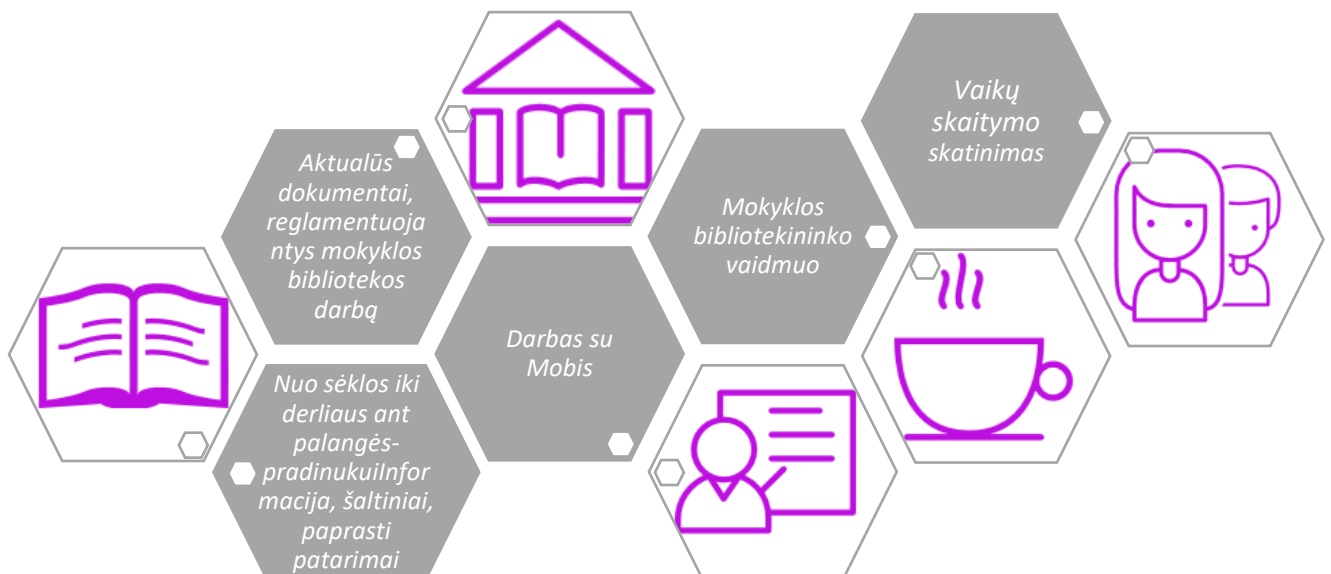 Aktualūs
dokumentai,
reglamentuoja
ntys mokyklos
bibliotekos
darbą
Nuo sėklos iki
derliaus ant
palangės-
pradinukuiInfor
macija, šaltiniai,
paprasti
patarimai
Darbas su
Mobis
Mokyklos
bibliotekininko
vaidmuo
Vaikų
skaitymo
skatinimas